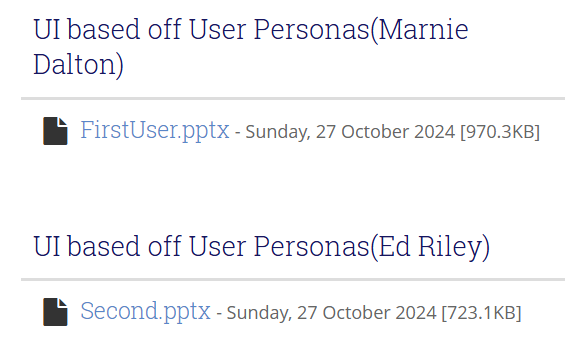 UI based off User Personas(Marnie
Dalton)
FirstUser.pptx - Sunday, 27 October 2024 [970.3KB]
UI based off User Personas(Ed Riley)
Second.pptx - Sunday, 27 October 2024 [723.1KB]